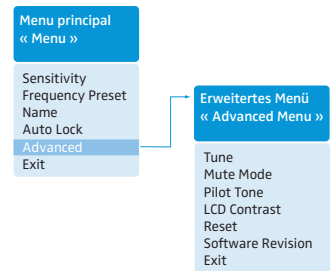 Menu principal
« Menu »
Sensitivity
Frequency Preset
Name
Auto Lock
Advanced
Exit
Erweitertes Menü
« Advanced Menu »
Tune
Mute Mode
Pilot Tone
LCD Contrast
Reset
Software Revision
Exit